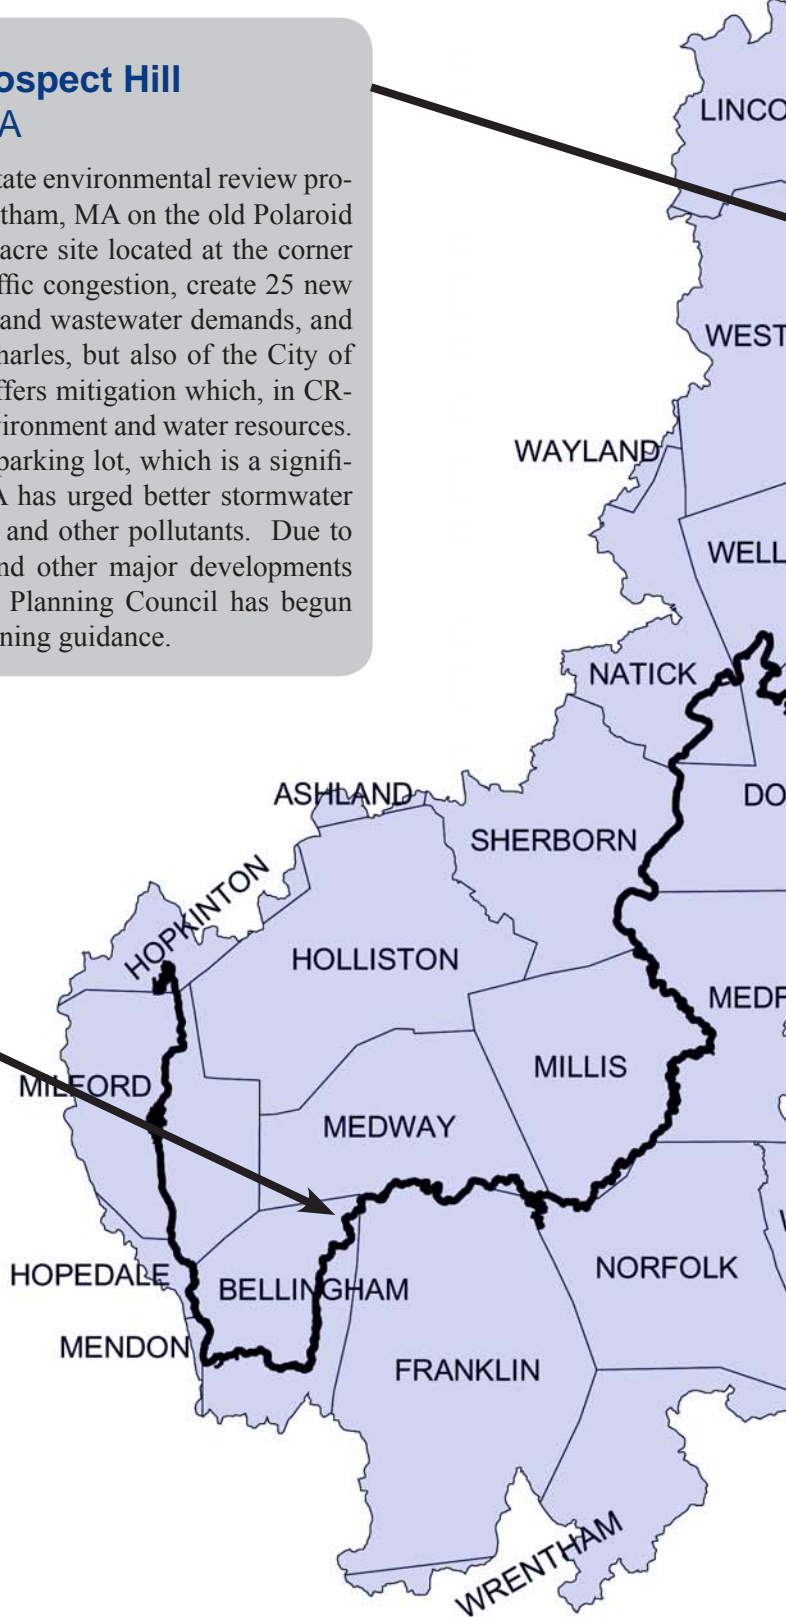 ospect Hill
A
tate environmental review pro-
tham, MA on the old Polaroid
acre site located at the corner
ffic congestion, create 25 new
and wastewater demands, and
harles, but also of the City of
ffers mitigation which, in CR-
vironment and water resources.
parking lot, which is a signifi-
A has urged better stormwater
and other pollutants.  Due to
nd other major developments
Planning Council has begun
ning guidance.
LINCO
WEST
WAYLAND
WELL
NATICK
ASHLAND
DO
SHERBORN
HOPKINTON
HOLLISTON
MEDF
MILLIS
MILFORD
MEDWAY
HOPEDALE
BELLINGHAM
NORFOLK
MENDON
FRANKLIN
WRENTHAM